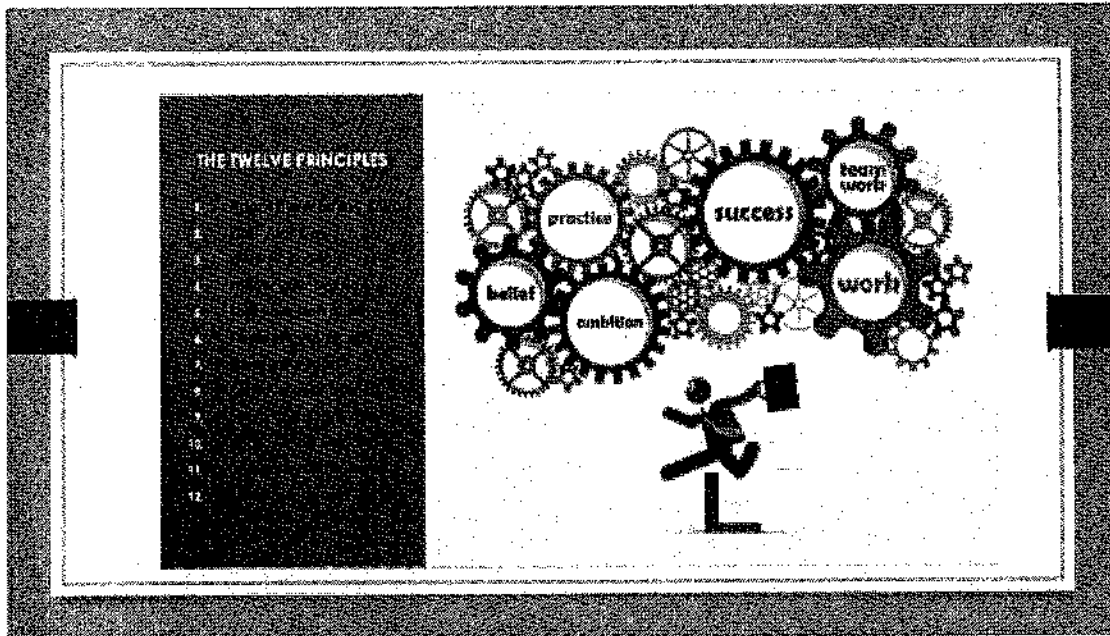 THE TWELVE PRINCIPLES
1.
2.
3.
4.
5.
6.
7.
8.
9.
10.
11.
12.
practice
success
team
work
belief
ambition
work